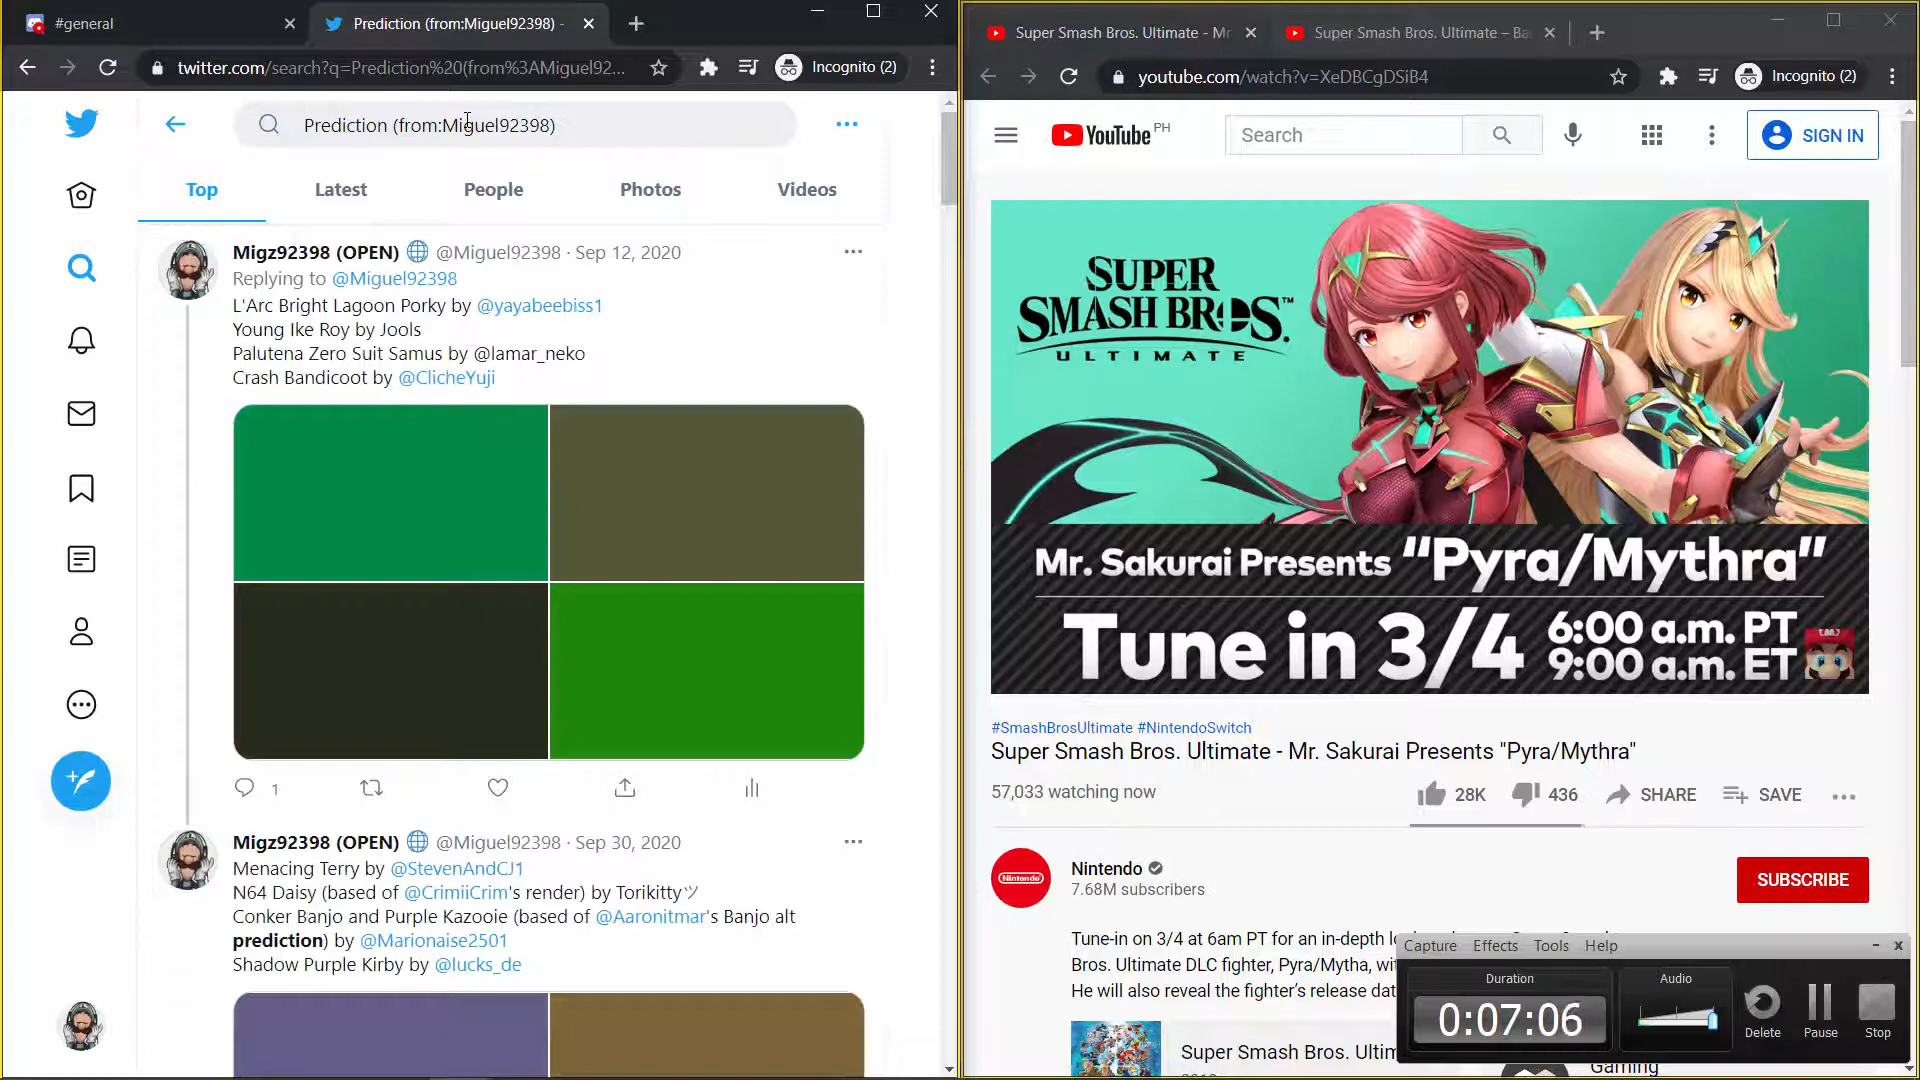 #general
Prediction (from:Miguel92398) -
twitter.com/search?q=Prediction%20(from%3AMiguel92...
Incognito (2)
Prediction (from:Miguel92398)
Top
Latest
People
Photos
Videos
Migz92398 (OPEN) 🌐 @Miguel92398 · Sep 12, 2020
Replying to @Miguel92398
L'Arc Bright Lagoon Porky by @yayabeebiss1
Young Ike Roy by Jools
Palutena Zero Suit Samus by @lamar_neko
Crash Bandicoot by @ClicheYuji
1
Migz92398 (OPEN) 🌐 @Miguel92398 · Sep 30, 2020
Menacing Terry by @StevenAndCJ1
N64 Daisy (based of @CrimiiCrim's render) by Torikittyツ
Conker Banjo and Purple Kazooie (based of @Aaronitmar's Banjo alt
prediction) by @Marionaise2501
Shadow Purple Kirby by @lucks_de
Super Smash Bros. Ultimate - Mr
Super Smash Bros. Ultimate – Ba
youtube.com/watch?v=XeDBCgDSiB4
Incognito (2)
YouTube PH
Search
SIGN IN
SUPER
SMASH BROS.™
ULTIMATE
Mr. Sakurai Presents “Pyra/Mythra”
Tune in 3/4 6:00 a.m. PT
9:00 a.m. ET
#SmashBrosUltimate #NintendoSwitch
Super Smash Bros. Ultimate - Mr. Sakurai Presents "Pyra/Mythra"
57,033 watching now
28K
436
SHARE
SAVE
Nintendo
Nintendo
7.68M subscribers
SUBSCRIBE
Tune-in on 3/4 at 6am PT for an in-depth lo
Bros. Ultimate DLC fighter, Pyra/Mytha, wit
He will also reveal the fighter's release dat
Super Smash Bros. Ultim
Gaming
Capture Effects Tools Help
Duration
0:07:06
Audio
Delete
Pause
Stop